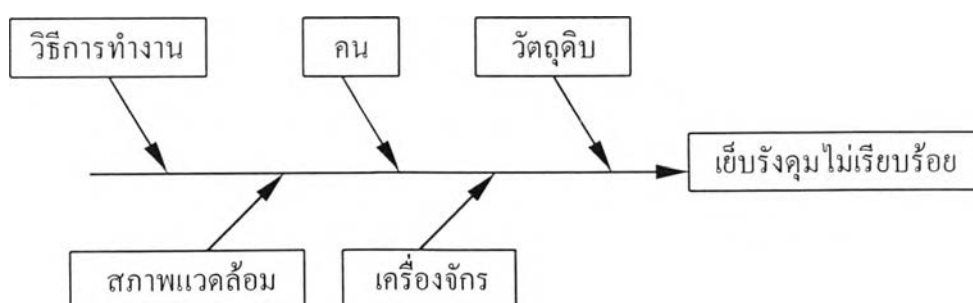 วิธีการทำงาน
คน
วัตถุดิบ
เย็บรังดุมไม่เรียบร้อย
สภาพแวดล้อม
เครื่องจักร